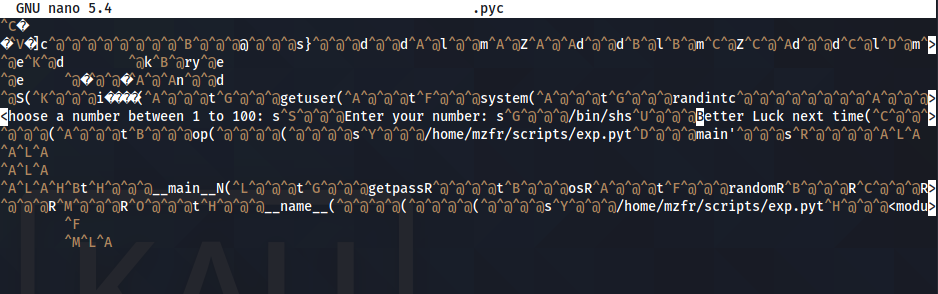 GNU nano 5.4 .pyc
^C�
�^V�]c^@^@^@^@^@^@^@^@^@^B^@^@^@@^@^@^@s}^@^@^@d^@^@d^A^@l^@^@m^A^@Z^A^@^Ad^@^@d^B^@l^B^@m^C^@Z^C^@^Ad^@^@d^C^@l^D^@m^>
^@e^K^@d ^@k^B^@ry^@e
^@e ^@�^@^@�^A^@^An^@^@d
^@S(^K^@^@^@i����(^A^@^@^@t^G^@^@^@getuser(^A^@^@^@t^F^@^@^@system(^A^@^@^@t^G^@^@^@randintc^@^@^@^@^@^@^@^@^A^@^@^>
<hoose a number between 1 to 100: s^S^@^@^@Enter your number: s^G^@^@^@/bin/shs^U^@^@^@Better Luck next time(^C^@^@^>
^@^@^@(^A^@^@^@t^B^@^@^@op(^@^@^@^@(^@^@^@^@s^Y^@^@^@/home/mzfr/scripts/exp.pyt^D^@^@^@main'^@^@^@s^R^@^@^@^@^A^L^A
^A^L^A
^A^L^A
^A^L^A^H^Bt^H^@^@^@__main__N(^L^@^@^@t^G^@^@^@getpassR^@^@^@^@t^B^@^@^@osR^A^@^@^@t^F^@^@^@randomR^B^@^@^@R^C^@^@^@R>
^@^@^@R^M^@^@^@R^O^@^@^@t^H^@^@^@__name__(^@^@^@^@(^@^@^@^@(^@^@^@^@s^Y^@^@^@/home/mzfr/scripts/exp.pyt^H^@^@^@<modu>
^F
^M^L^A